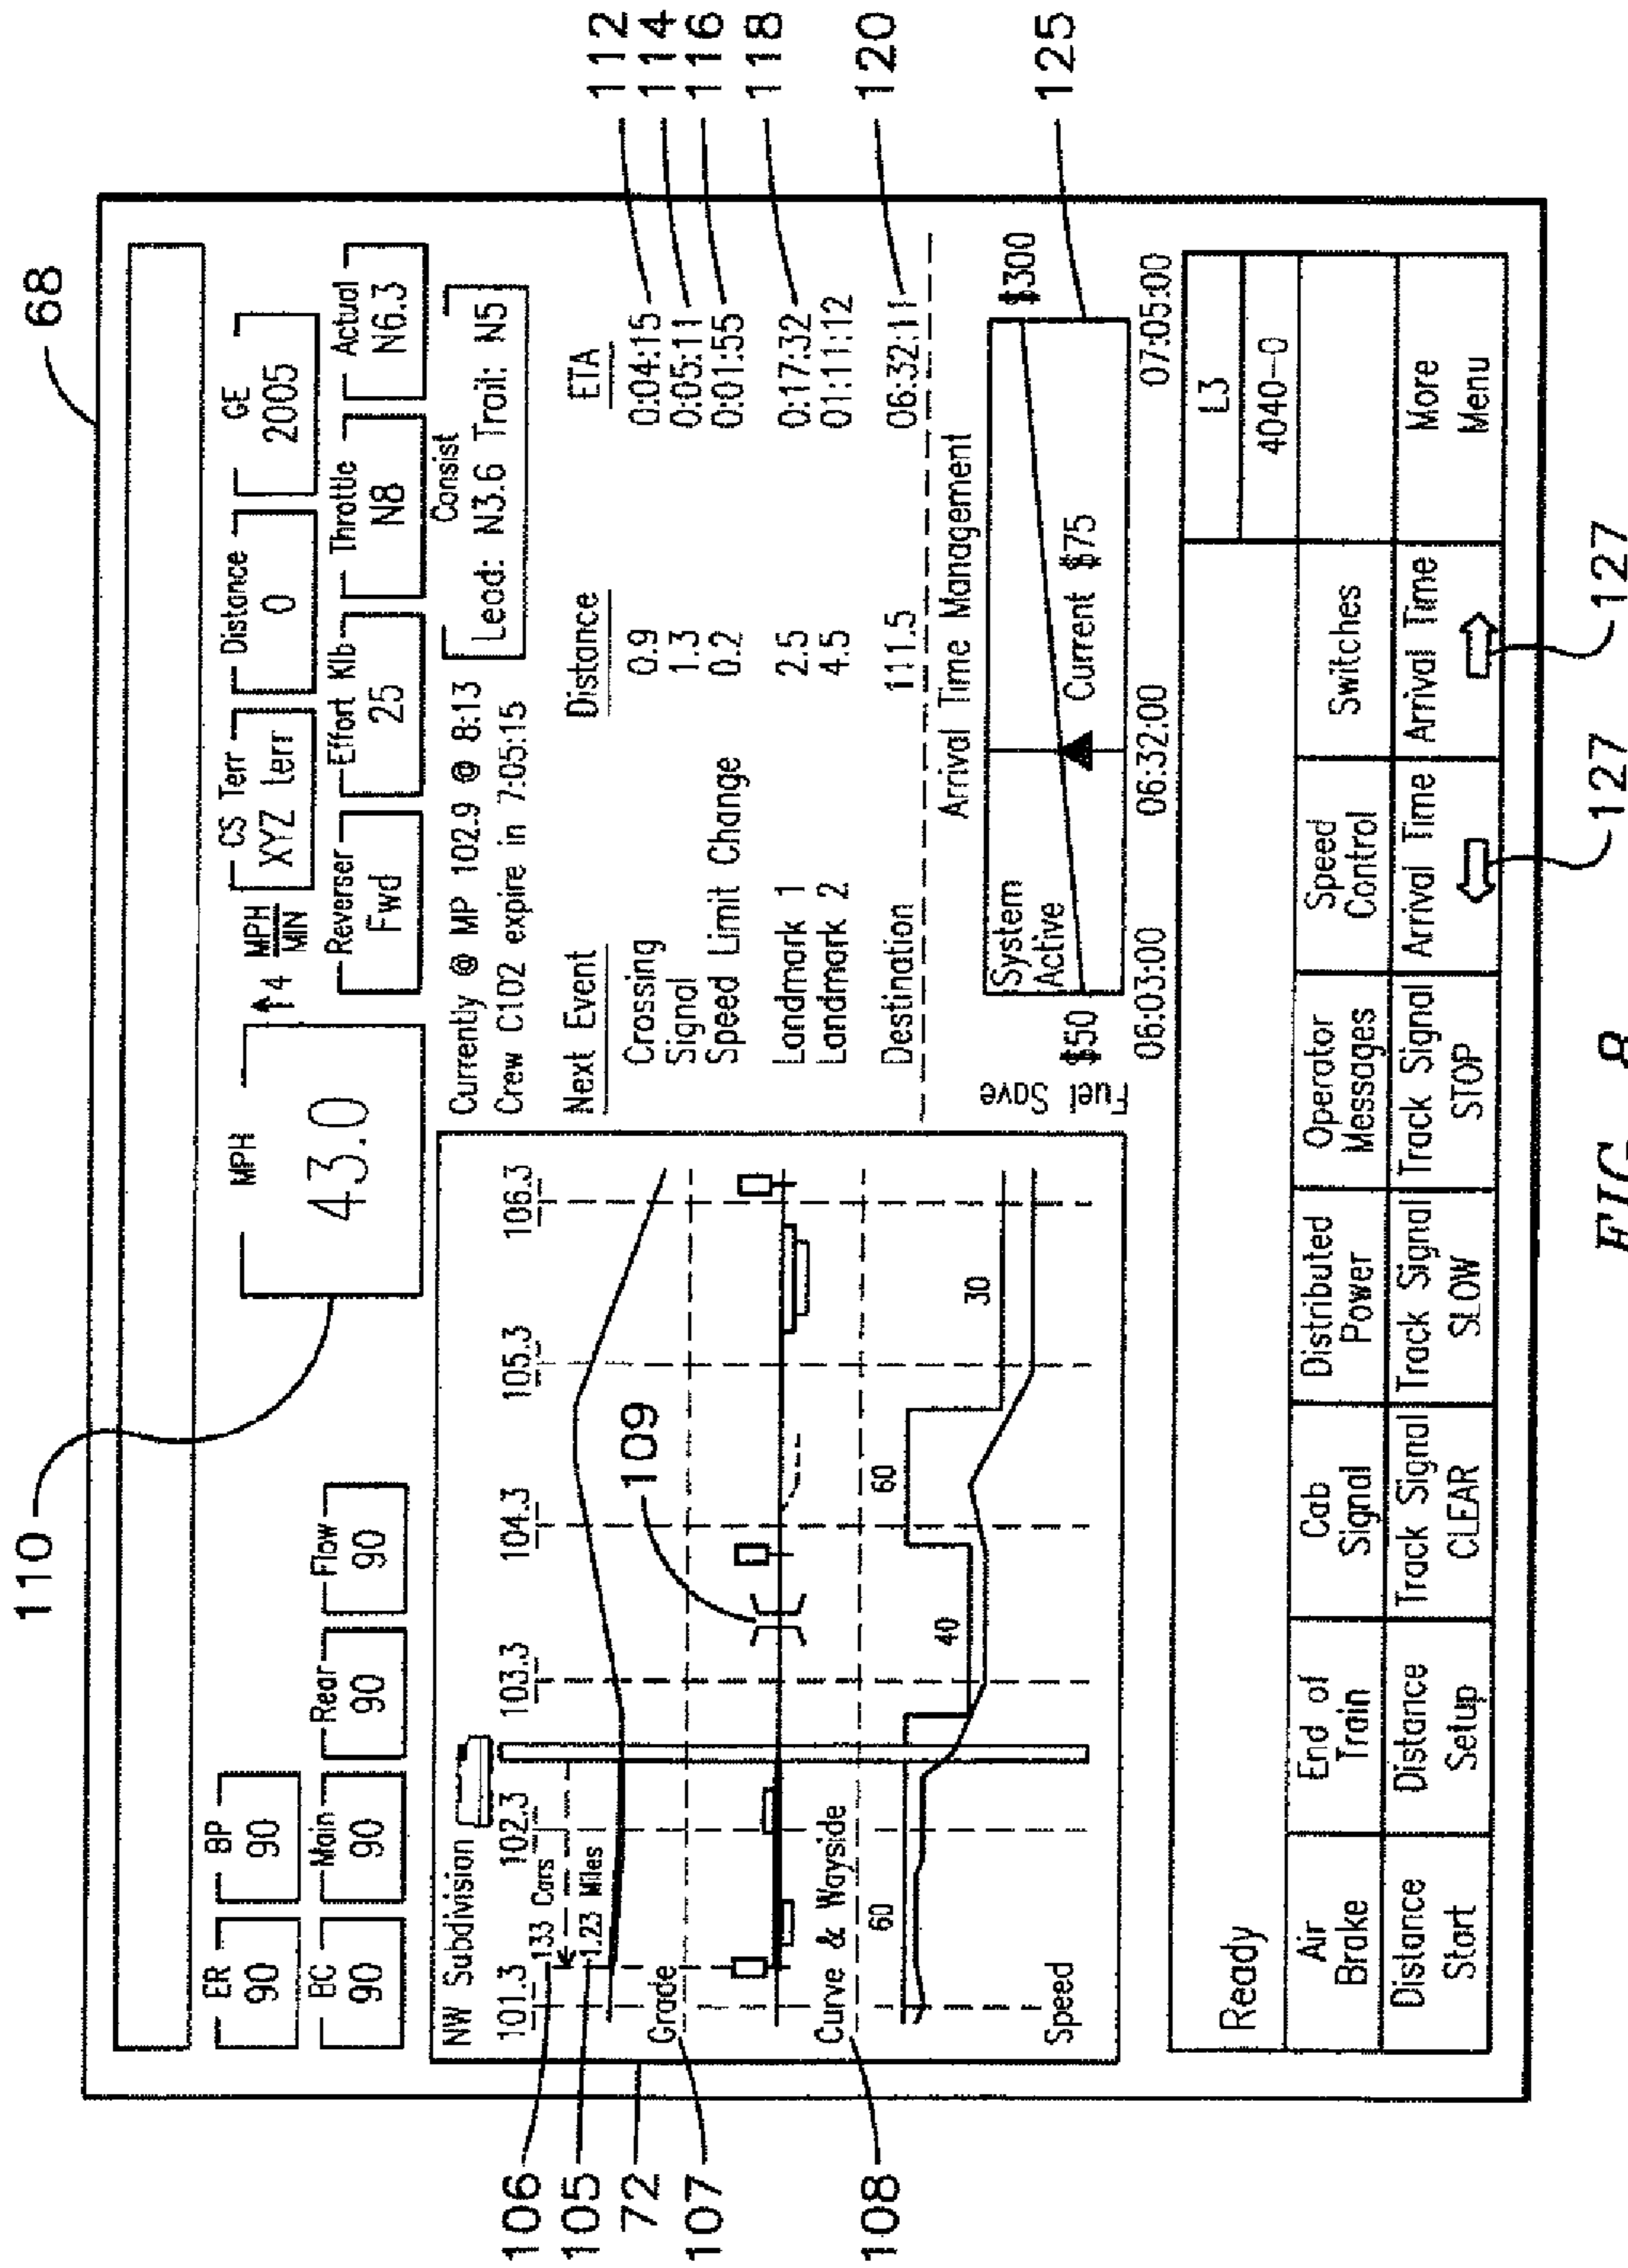 110
68
ER
90
BP
90
BC
90
Main
90
Rear
90
Flow
90
MPH
43.0
4 MPH
MIN
CS Terr
XYZ terr
Distance
0
GE
2005
Reverser
Fwd
Effort Klb
25
Throttle
N8
Actual
N6.3
Currently @ MP 102.9 @ 8:13
Crew C102 expire in 7:05:15
Consist
Lead: N3.6 Trail: N5
Next Event Distance ETA
Crossing 0.9 0:04:15
Signal 1.3 0:05:11
Speed Limit Change 0.2 0:01:55
Landmark 1 2.5 0:17:32
Landmark 2 4.5 01:11:12
Destination 111.5 06:32:11
112
114
116
118
120
125
NW Subdivision
101.3 102.3 103.3 104.3 105.3 106.3
133 Cars
1.23 Miles
Grade
109
Curve & Wayside
60 40 60 30
Speed
106
105
72
107
108
Arrival Time Management
Fuel Save
$50
System
Active
Current $75
$300
06:03:00 06:32:00 07:05:00
Ready
L3
4040-0
Air
Brake
End of
Train
Cab
Signal
Distributed
Power
Operator
Messages
Speed
Control
Switches
Distance
Start
Distance
Setup
Track Signal
CLEAR
Track Signal
SLOW
Track Signal
STOP
Arrival Time
Arrival Time
More
Menu
127
127
FIG. 8